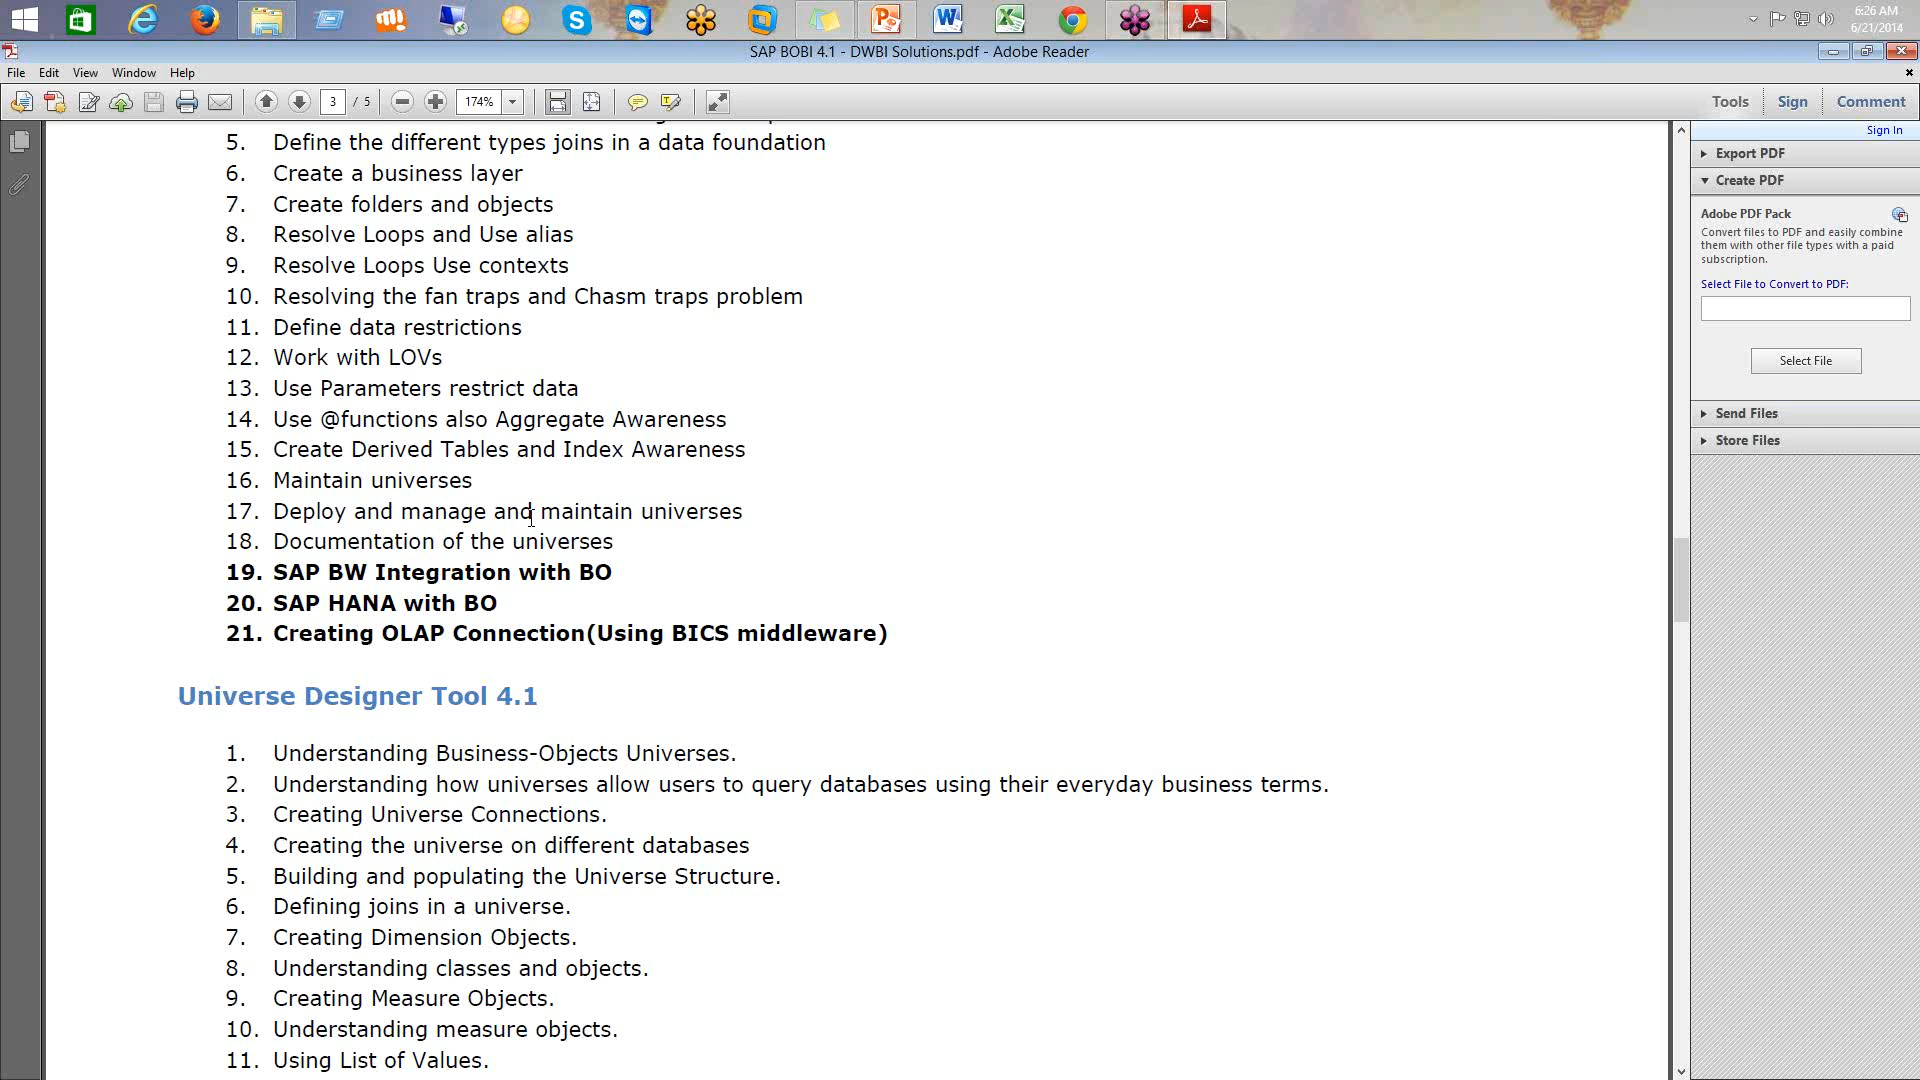 6:26 AM
6/21/2014
SAP BOBI 4.1 - DWBI Solutions.pdf - Adobe Reader
File Edit View Window Help
3 / 5 174% Tools Sign Comment
Sign In
Export PDF
Create PDF
Adobe PDF Pack
Convert files to PDF and easily combine
them with other file types with a paid
subscription.
Select File to Convert to PDF:
Select File
Send Files
Store Files
5. Define the different types joins in a data foundation
6. Create a business layer
7. Create folders and objects
8. Resolve Loops and Use alias
9. Resolve Loops Use contexts
10. Resolving the fan traps and Chasm traps problem
11. Define data restrictions
12. Work with LOVs
13. Use Parameters restrict data
14. Use @functions also Aggregate Awareness
15. Create Derived Tables and Index Awareness
16. Maintain universes
17. Deploy and manage and maintain universes
18. Documentation of the universes
19. SAP BW Integration with BO
20. SAP HANA with BO
21. Creating OLAP Connection(Using BICS middleware)
Universe Designer Tool 4.1
1. Understanding Business-Objects Universes.
2. Understanding how universes allow users to query databases using their everyday business terms.
3. Creating Universe Connections.
4. Creating the universe on different databases
5. Building and populating the Universe Structure.
6. Defining joins in a universe.
7. Creating Dimension Objects.
8. Understanding classes and objects.
9. Creating Measure Objects.
10. Understanding measure objects.
11. Using List of Values.